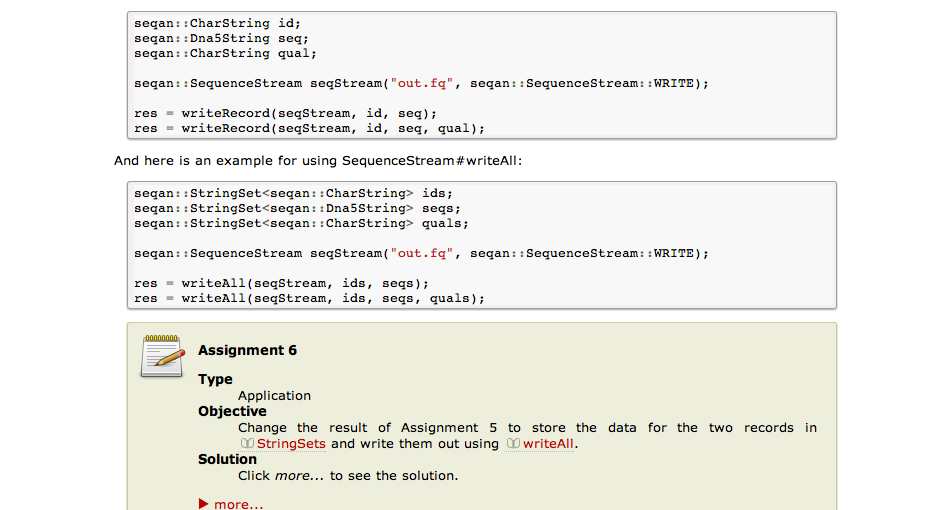 seqan::CharString id;
seqan::Dna5String seq;
seqan::CharString qual;
seqan::SequenceStream seqStream("out.fq", seqan::SequenceStream::WRITE);
res = writeRecord(seqStream, id, seq);
res = writeRecord(seqStream, id, seq, qual);
And here is an example for using SequenceStream#writeAll:
seqan::StringSet<seqan::CharString> ids;
seqan::StringSet<seqan::Dna5String> seqs;
seqan::StringSet<seqan::CharString> quals;
seqan::SequenceStream seqStream("out.fq", seqan::SequenceStream::WRITE);
res = writeAll(seqStream, ids, seqs);
res = writeAll(seqStream, ids, seqs, quals);
Assignment 6
Type
Application
Objective
Change the result of Assignment 5 to store the data for the two records in
StringSets and write them out using writeAll.
Solution
Click more... to see the solution.
more...